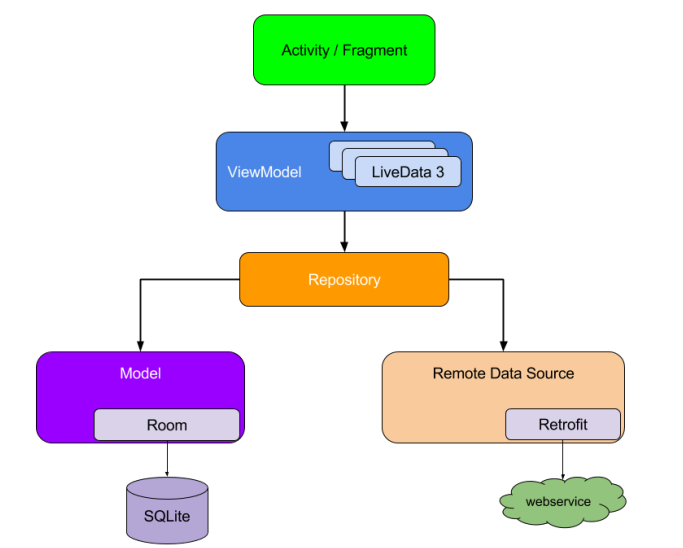 Activity / Fragment
ViewModel
LiveData 3
Repository
Model
Room
SQLite
Remote Data Source
Retrofit
webservice